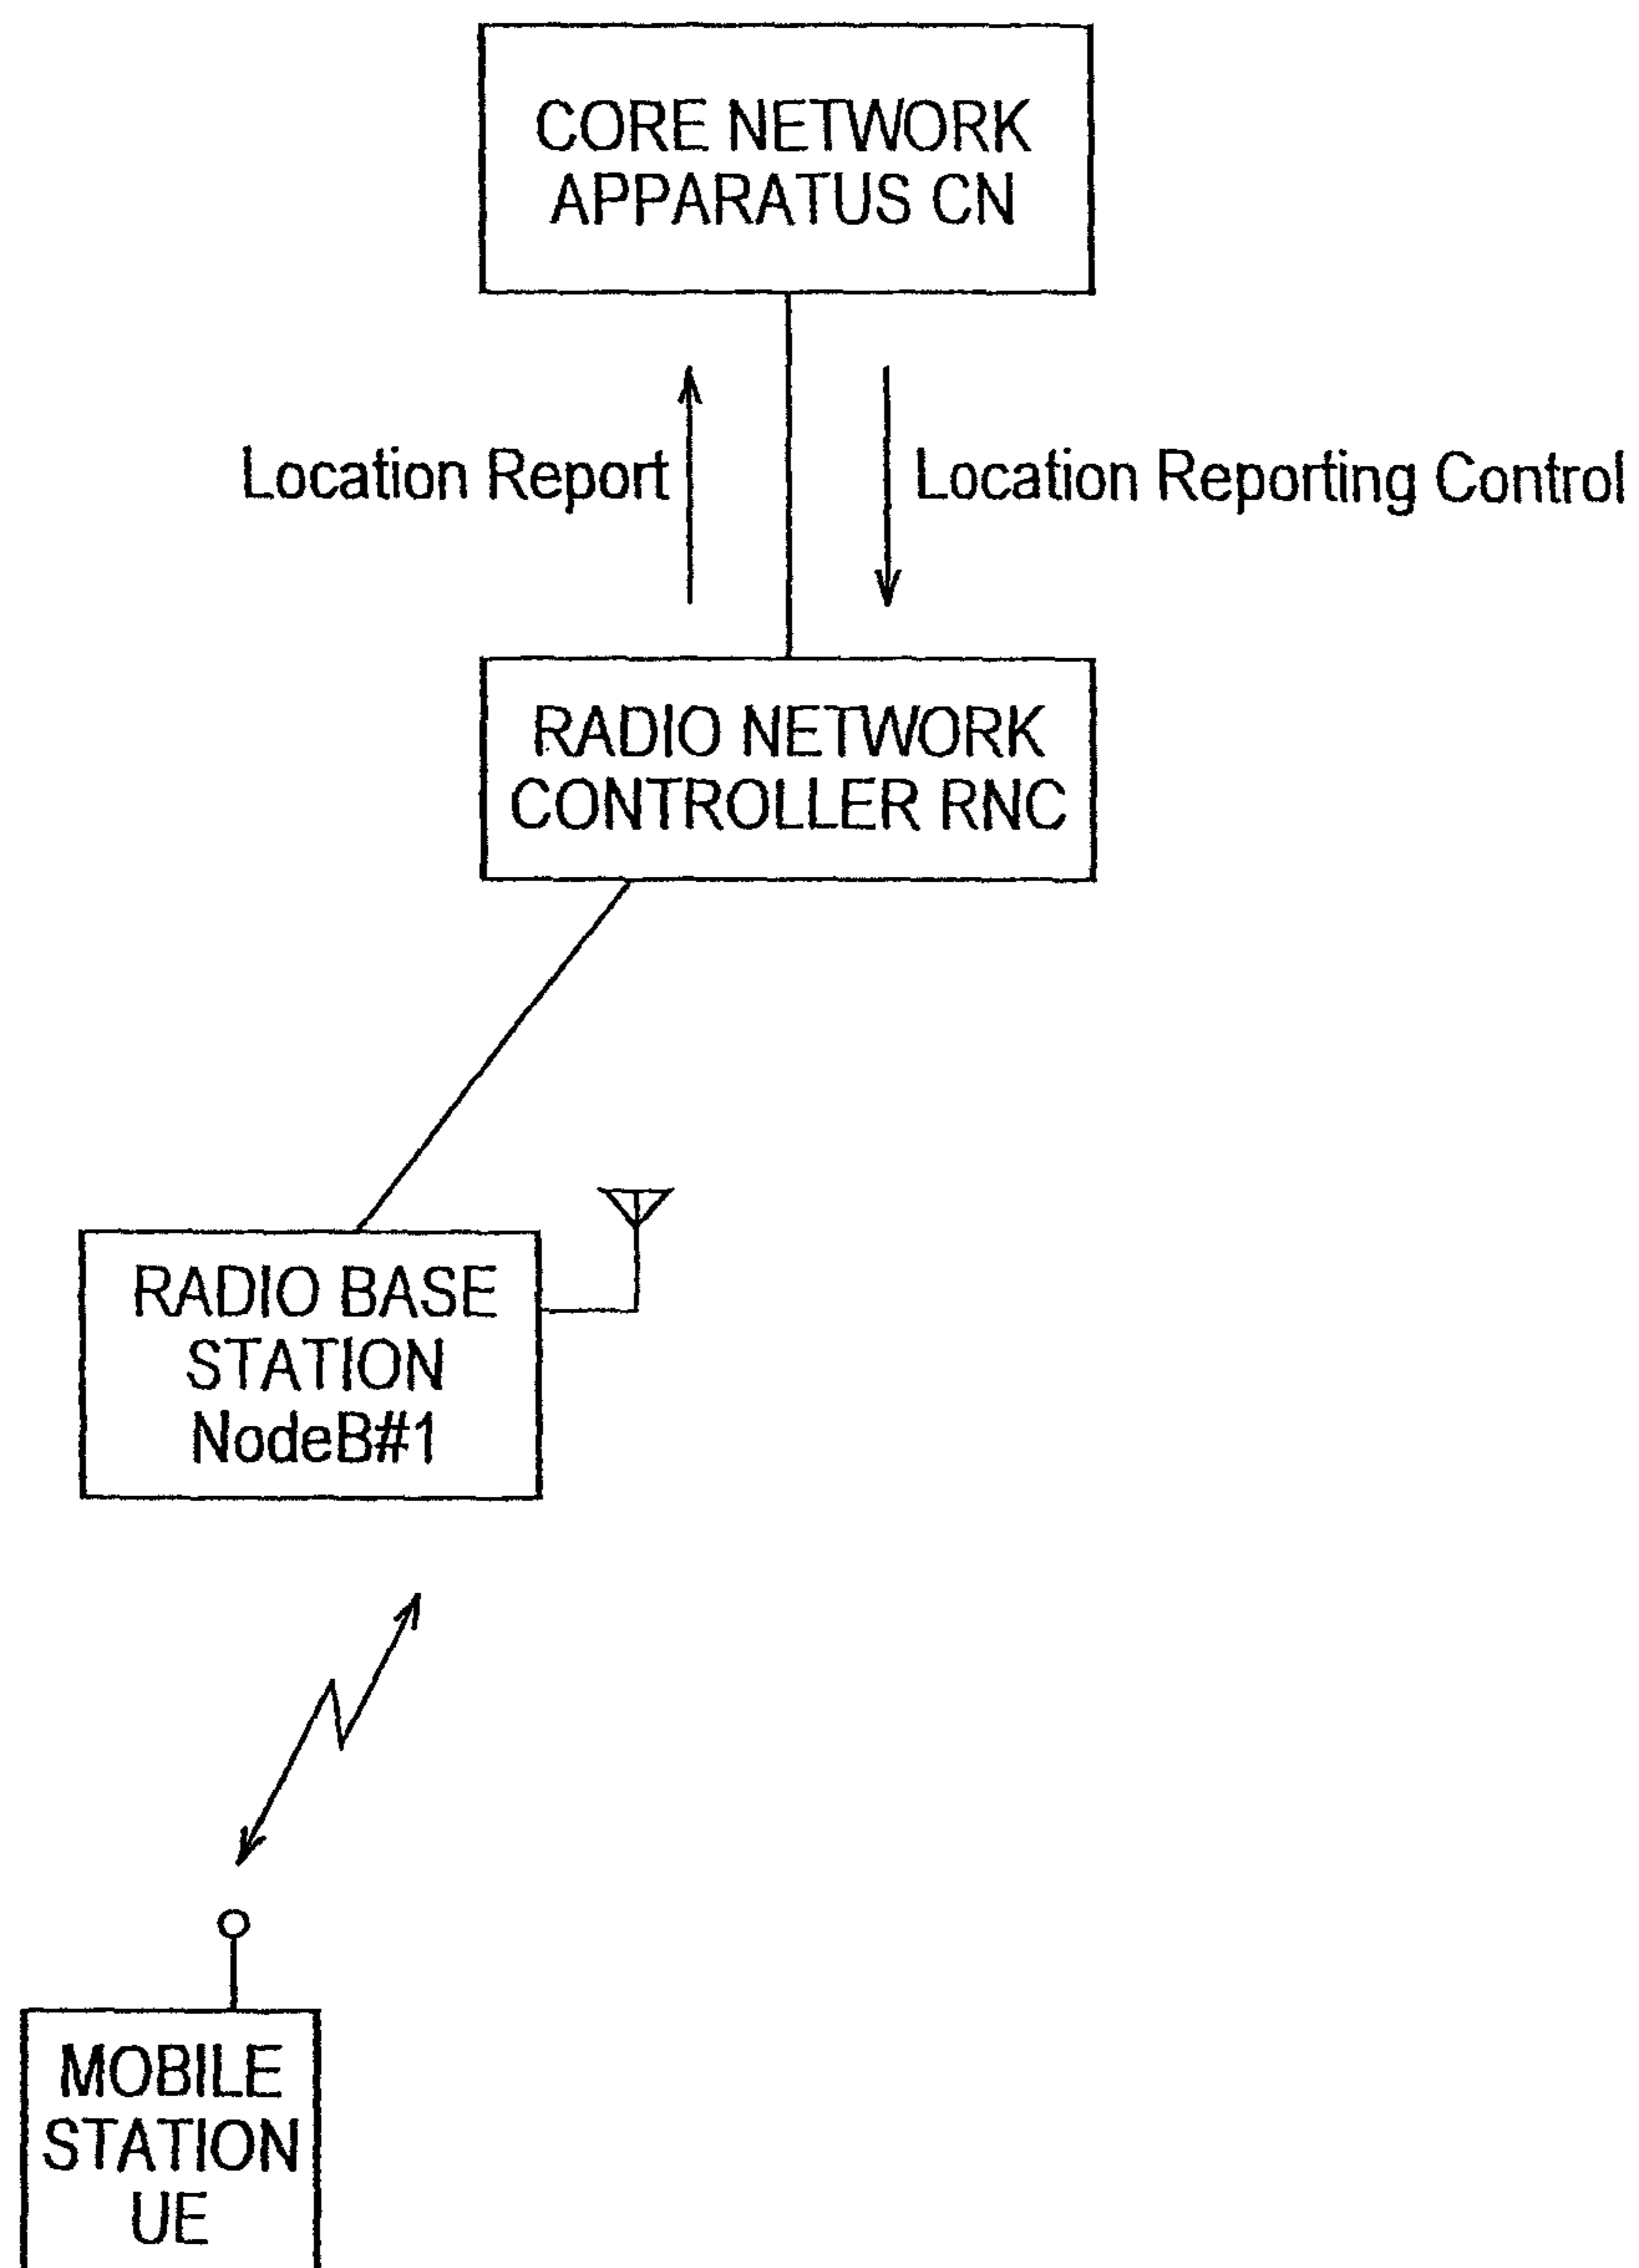 CORE NETWORK
APPARATUS CN
Location Report
Location Reporting Control
RADIO NETWORK
CONTROLLER RNC
RADIO BASE
STATION
NodeB#1
MOBILE
STATION
UE